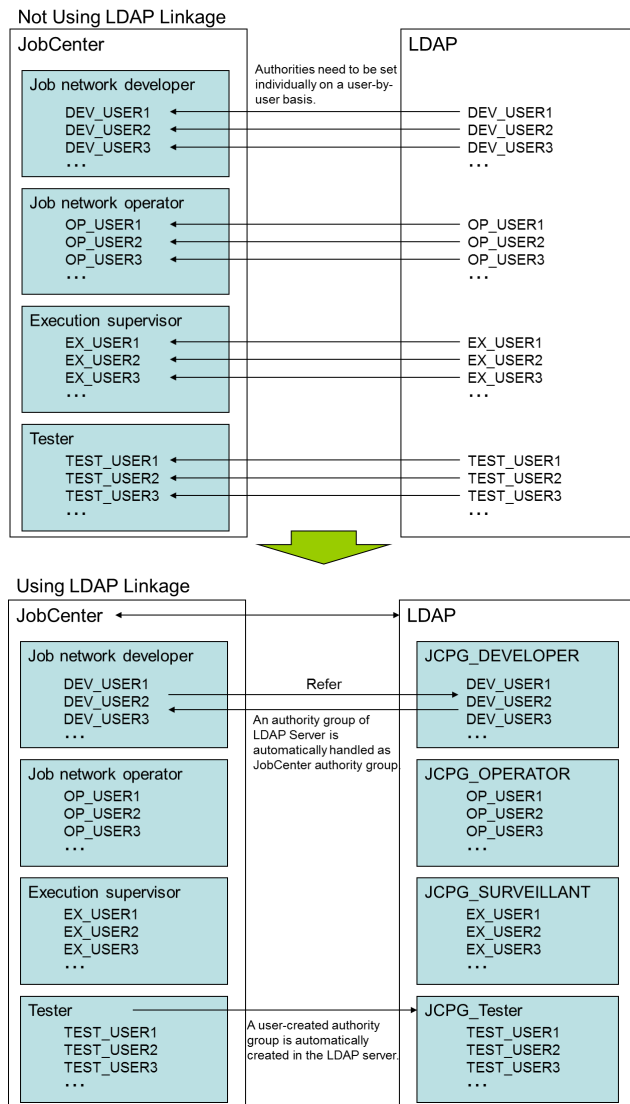 Not Using LDAP Linkage
JobCenter
LDAP
Authorities need to be set
individually on a user-by-
user basis.
Job network developer
DEV_USER1
DEV_USER2
DEV_USER3
...
DEV_USER1
DEV_USER2
DEV_USER3
...
Job network operator
OP_USER1
OP_USER2
OP_USER3
...
OP_USER1
OP_USER2
OP_USER3
...
Execution supervisor
EX_USER1
EX_USER2
EX_USER3
...
EX_USER1
EX_USER2
EX_USER3
...
Tester
TEST_USER1
TEST_USER2
TEST_USER3
...
TEST_USER1
TEST_USER2
TEST_USER3
...
Using LDAP Linkage
JobCenter
LDAP
Job network developer
DEV_USER1
DEV_USER2
DEV_USER3
...
Refer
An authority group of
LDAP Server is
automatically handled as
JobCenter authority group.
JCPG_DEVELOPER
DEV_USER1
DEV_USER2
DEV_USER3
...
Job network operator
OP_USER1
OP_USER2
OP_USER3
...
JCPG_OPERATOR
OP_USER1
OP_USER2
OP_USER3
...
Execution supervisor
EX_USER1
EX_USER2
EX_USER3
...
JCPG_SURVEILLANT
EX_USER1
EX_USER2
EX_USER3
...
Tester
TEST_USER1
TEST_USER2
TEST_USER3
...
A user-created authority
group is automatically
created in the LDAP server.
JCPG_Tester
TEST_USER1
TEST_USER2
TEST_USER3
...